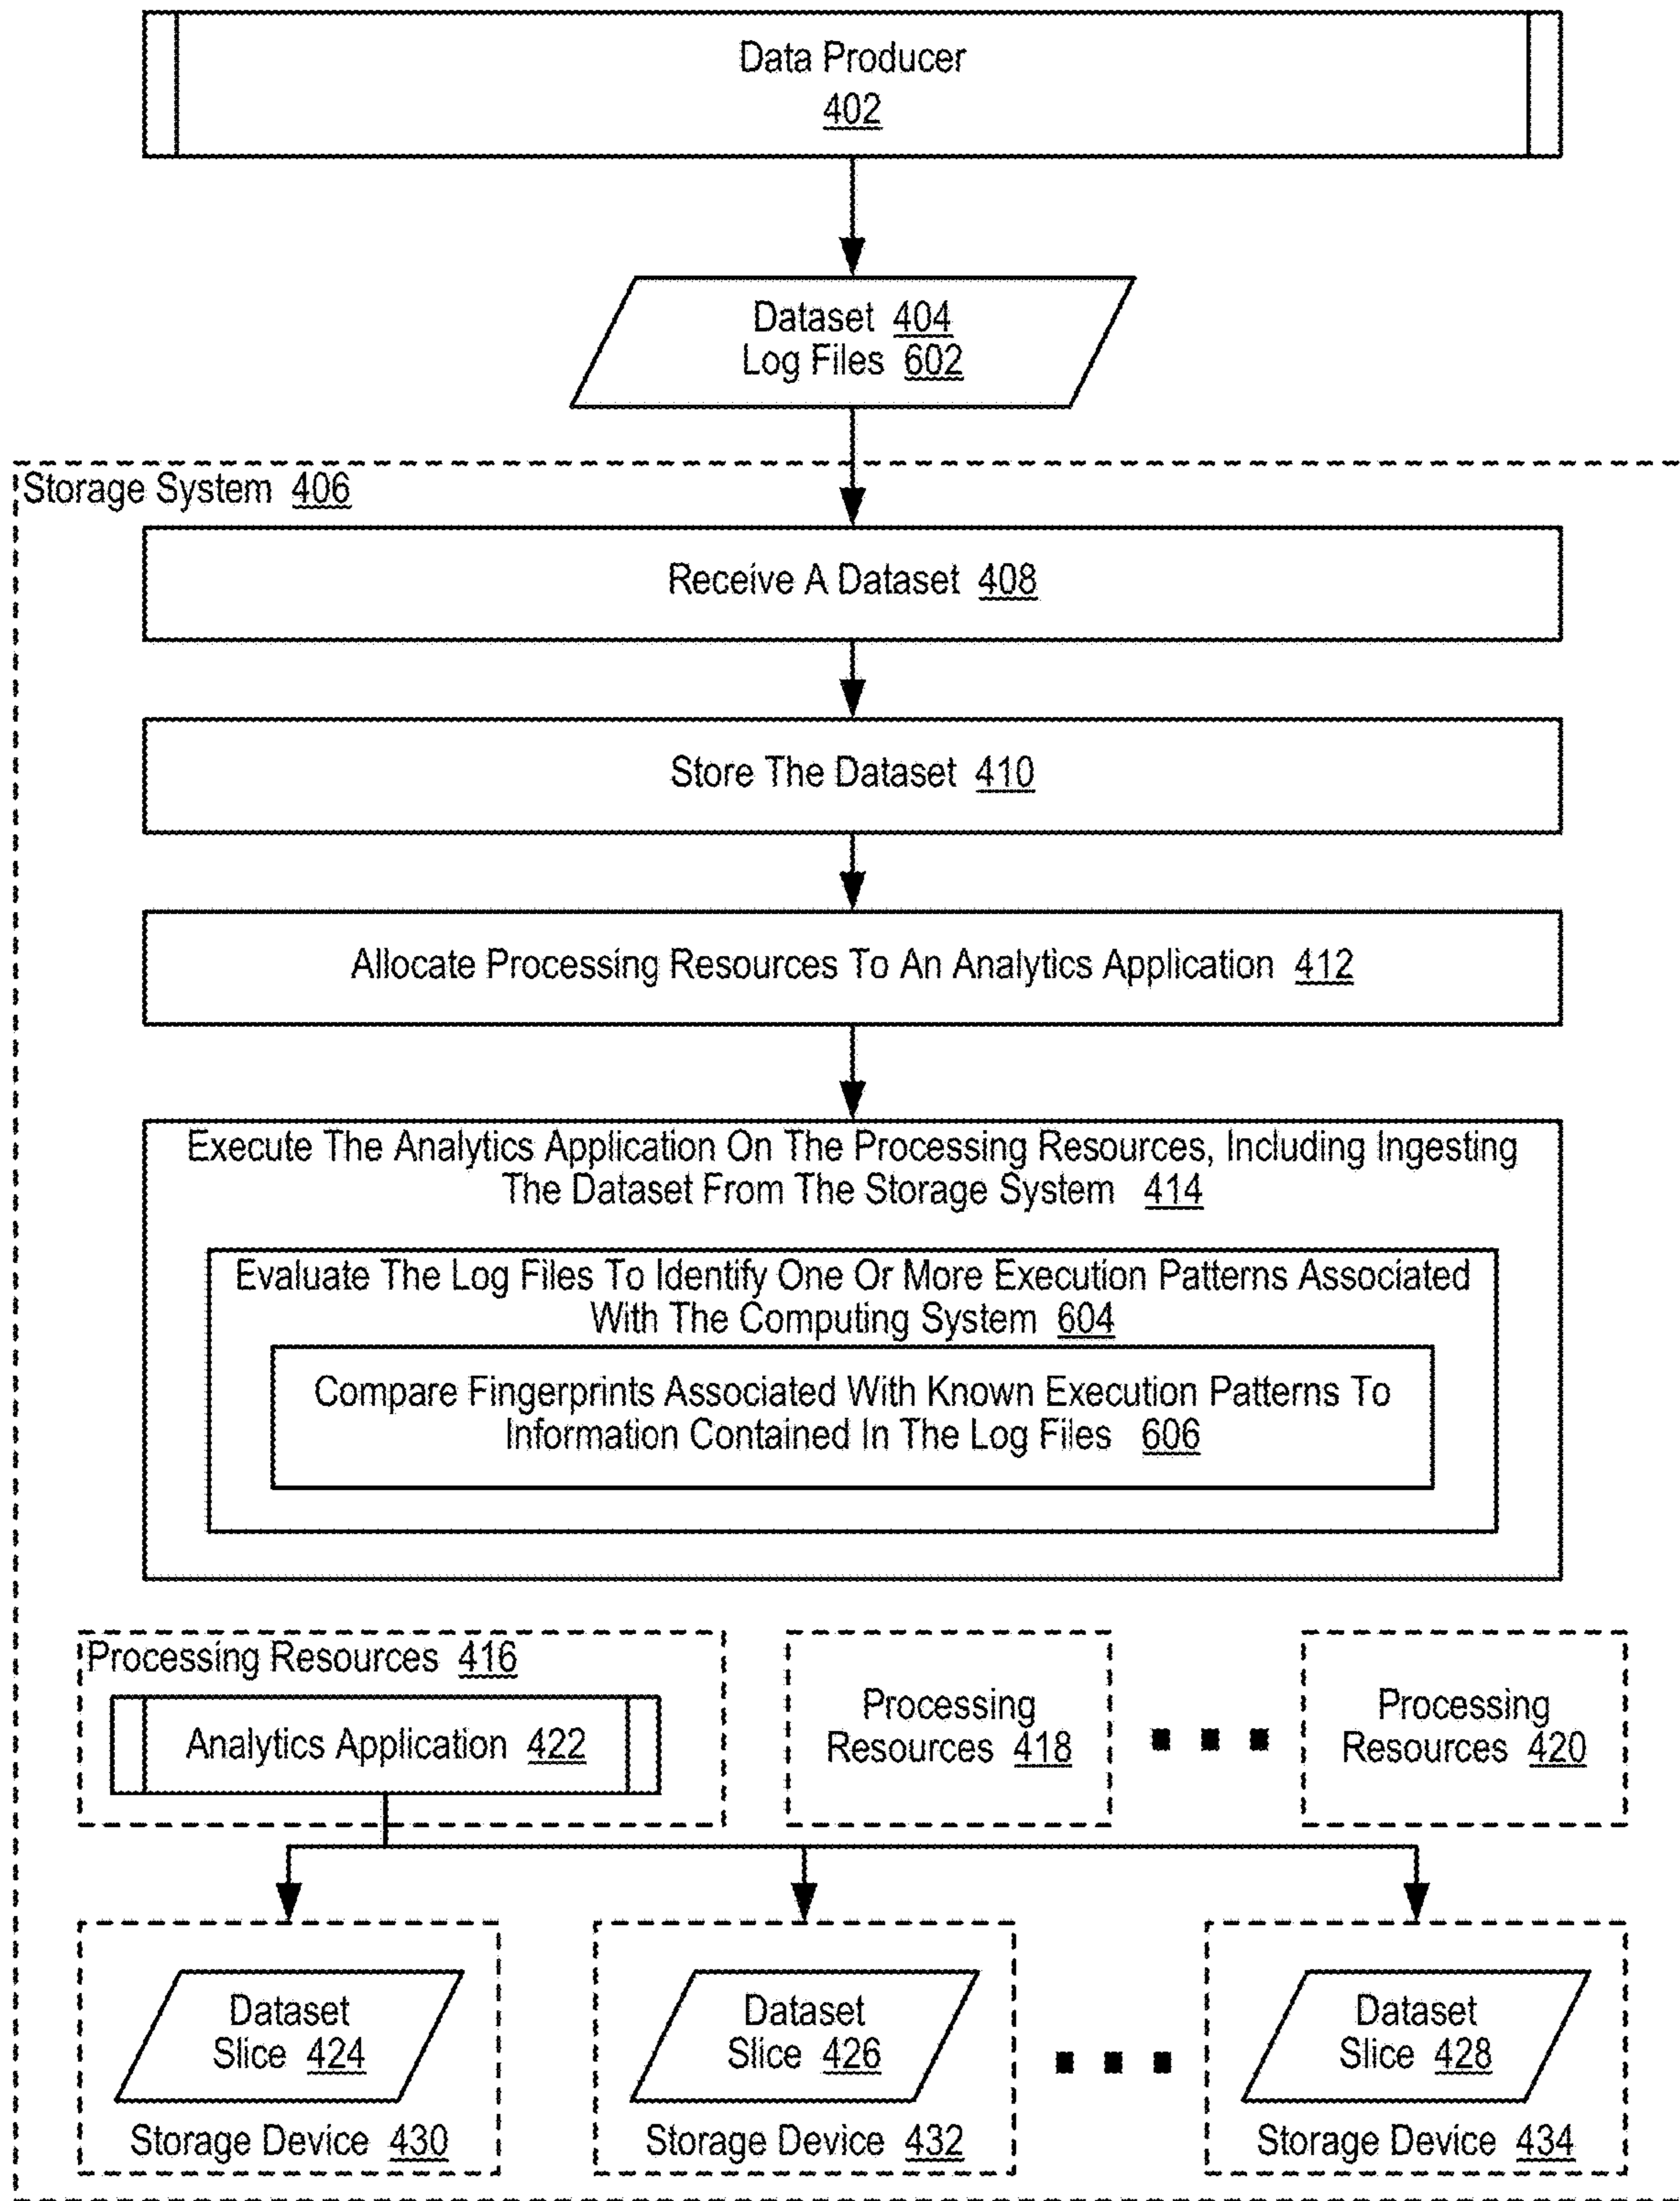 Data Producer
402
Dataset 404
Log Files 602
Storage System 406
Receive A Dataset 408
Store The Dataset 410
Allocate Processing Resources To An Analytics Application 412
Execute The Analytics Application On The Processing Resources, Including Ingesting
The Dataset From The Storage System 414
Evaluate The Log Files To Identify One Or More Execution Patterns Associated
With The Computing System 604
Compare Fingerprints Associated With Known Execution Patterns To
Information Contained In The Log Files 606
Processing Resources 416
Analytics Application 422
Processing
Resources 418
Processing
Resources 420
Dataset
Slice 424
Storage Device 430
Dataset
Slice 426
Storage Device 432
Dataset
Slice 428
Storage Device 434